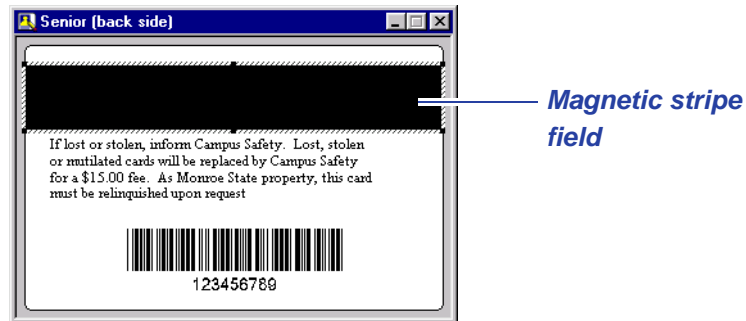 Senior (back side)
Magnetic stripe
field
If lost or stolen, inform Campus Safety. Lost, stolen
or mutilated cards will be replaced by Campus Safety
for a $15.00 fee. As Monroe State property, this card
must be relinquished upon request
123456789